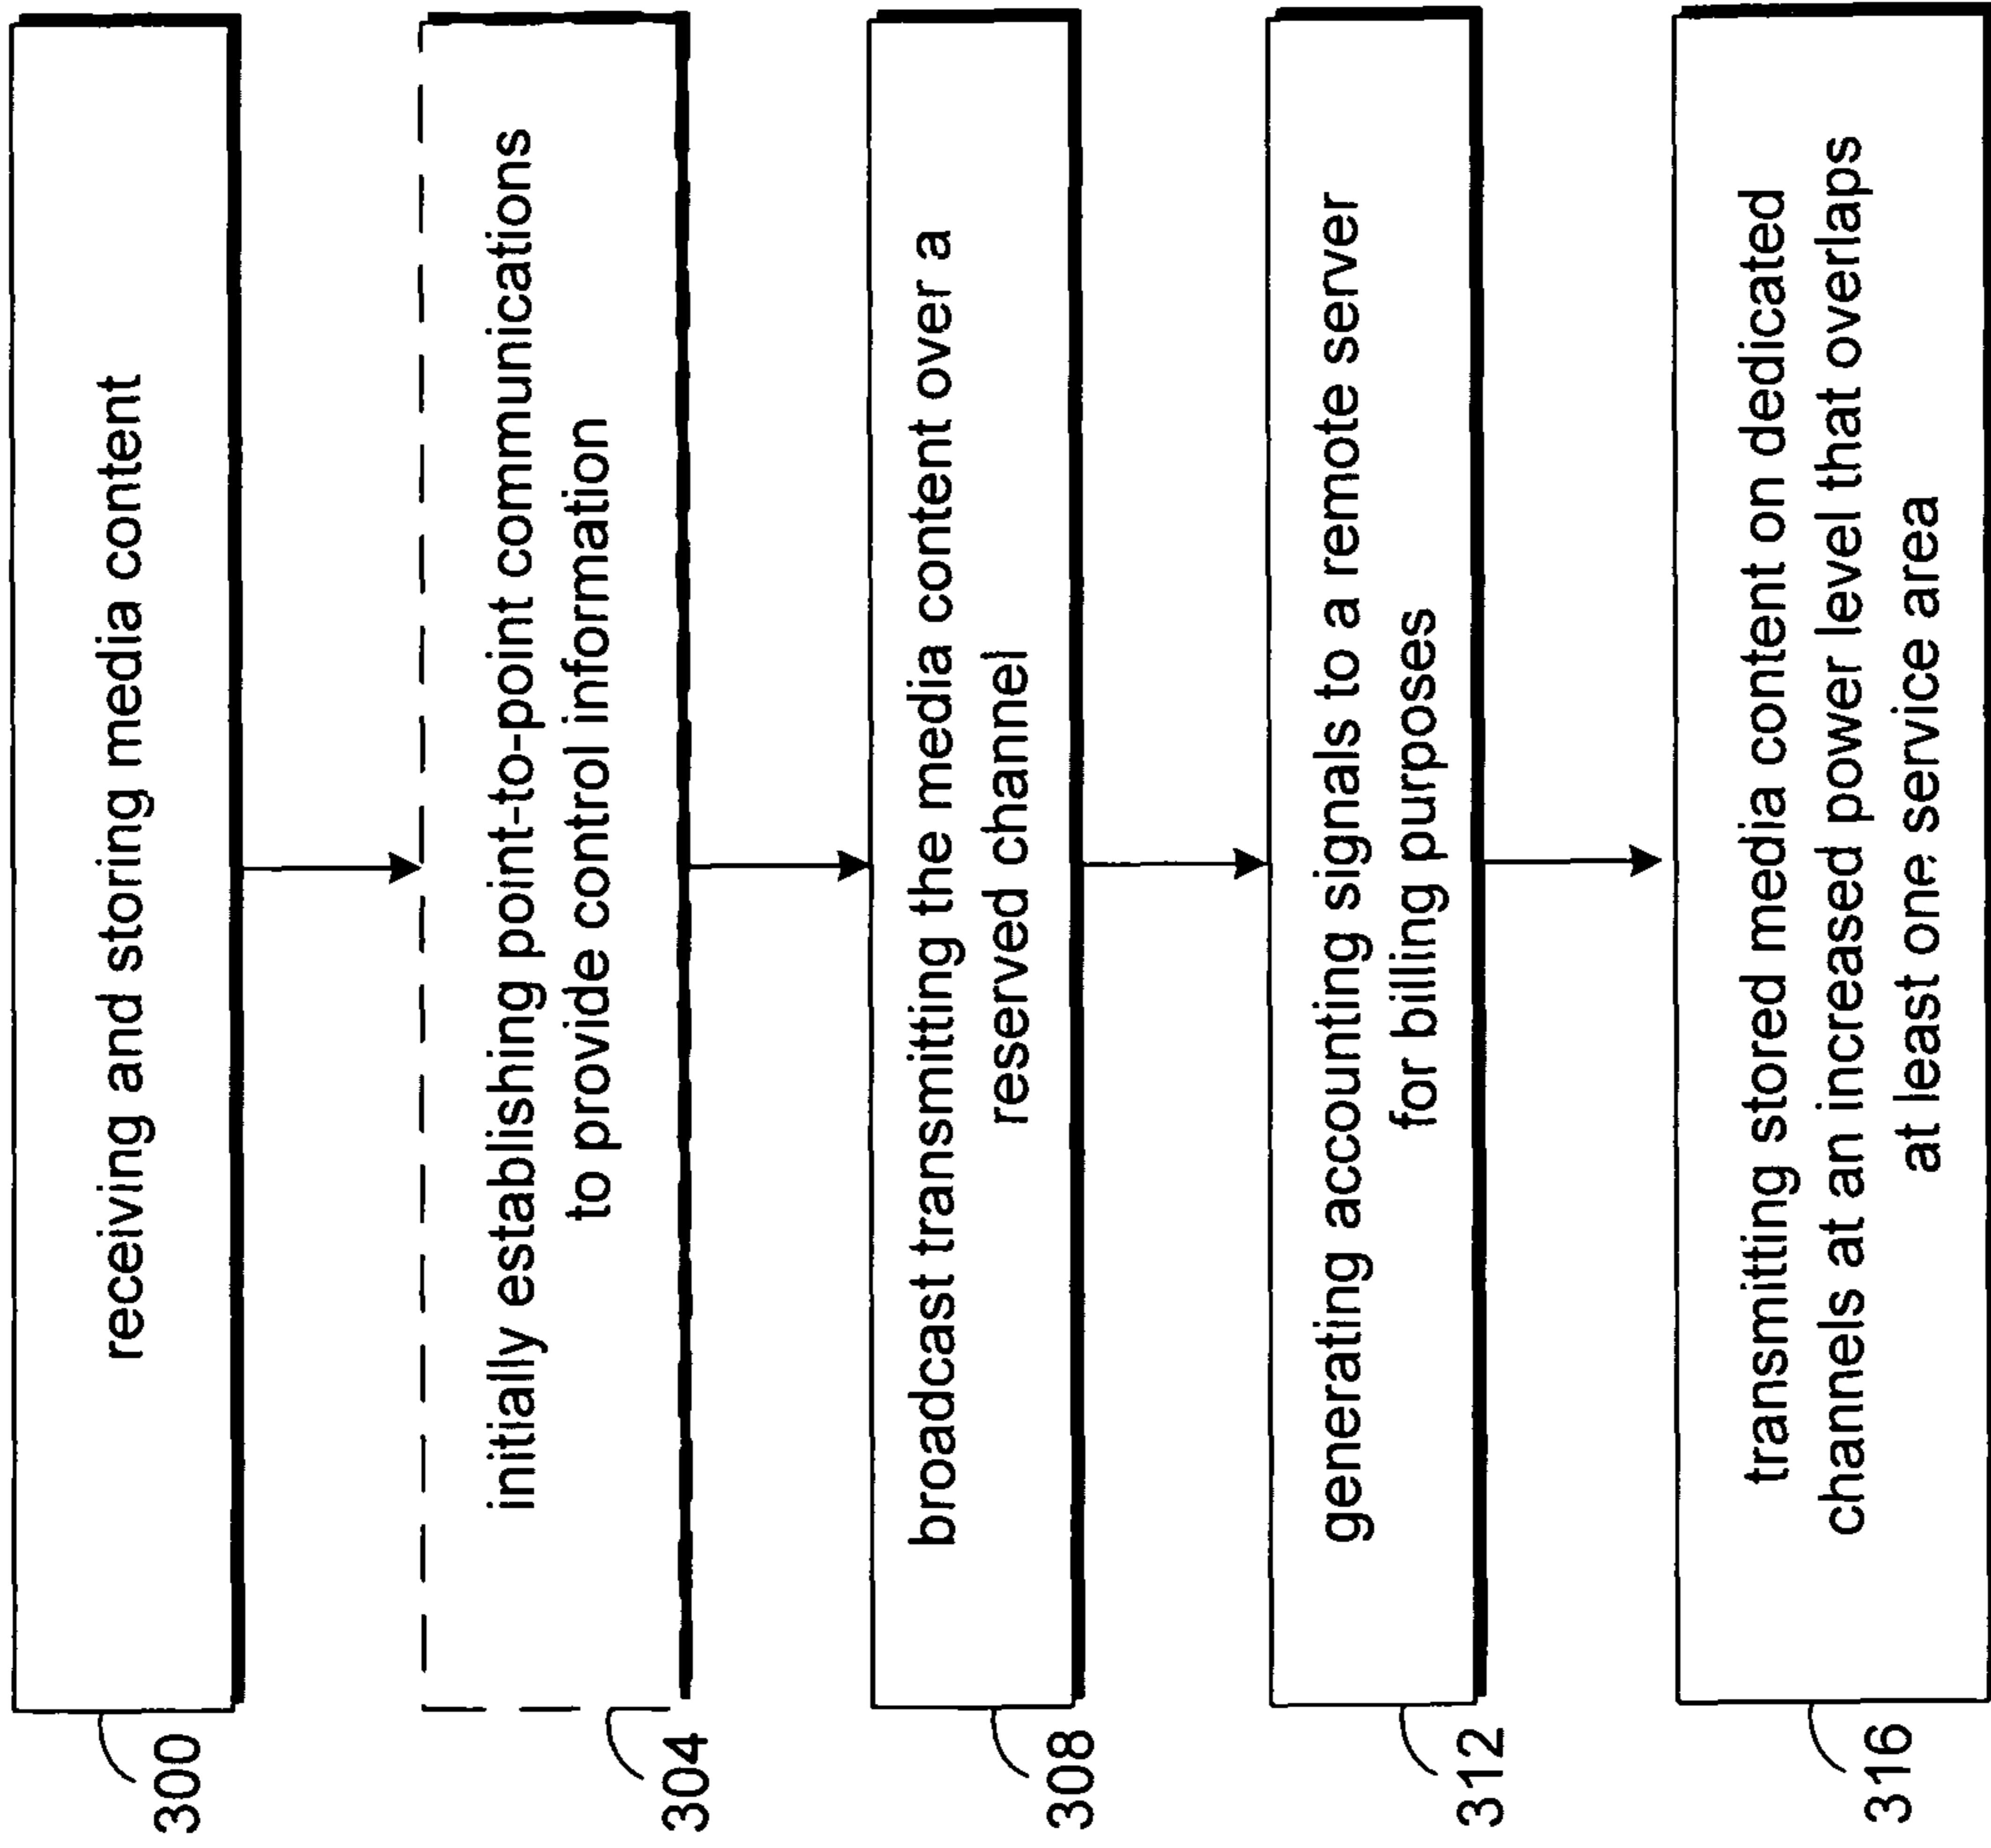 receiving and storing media content
300
initially establishing point-to-point communications
to provide control information
304
broadcast transmitting the media content over a
reserved channel
308
generating accounting signals to a remote server
for billing purposes
312
transmitting stored media content on dedicated
channels at an increased power level that overlaps
at least one service area
316